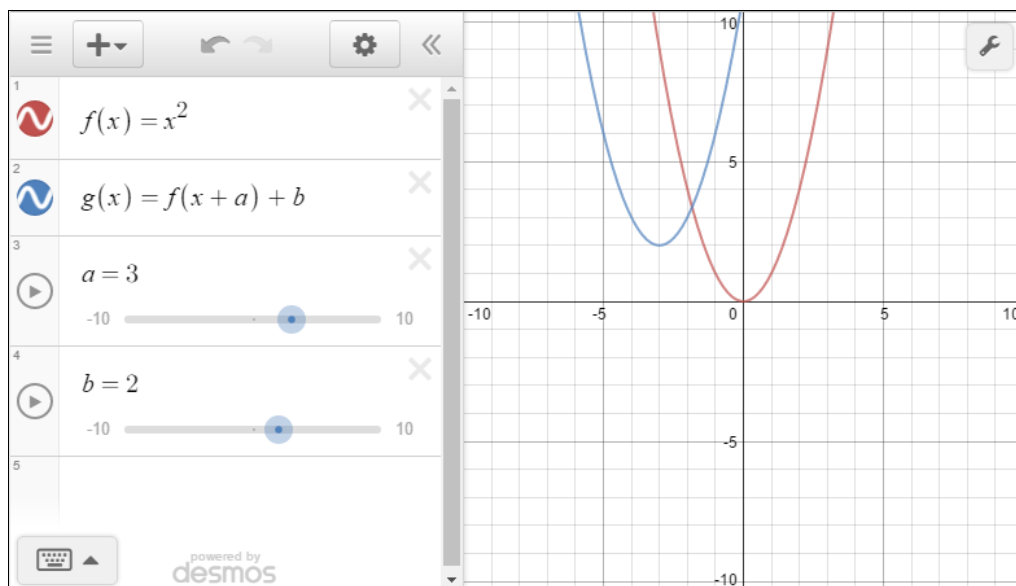 1
f(x) = x²
2
g(x) = f(x + a) + b
3
a = 3
-10 10
4
b = 2
-10 10
5
powered by
desmos
10
5
-10 -5 0 5 10
-5
-10